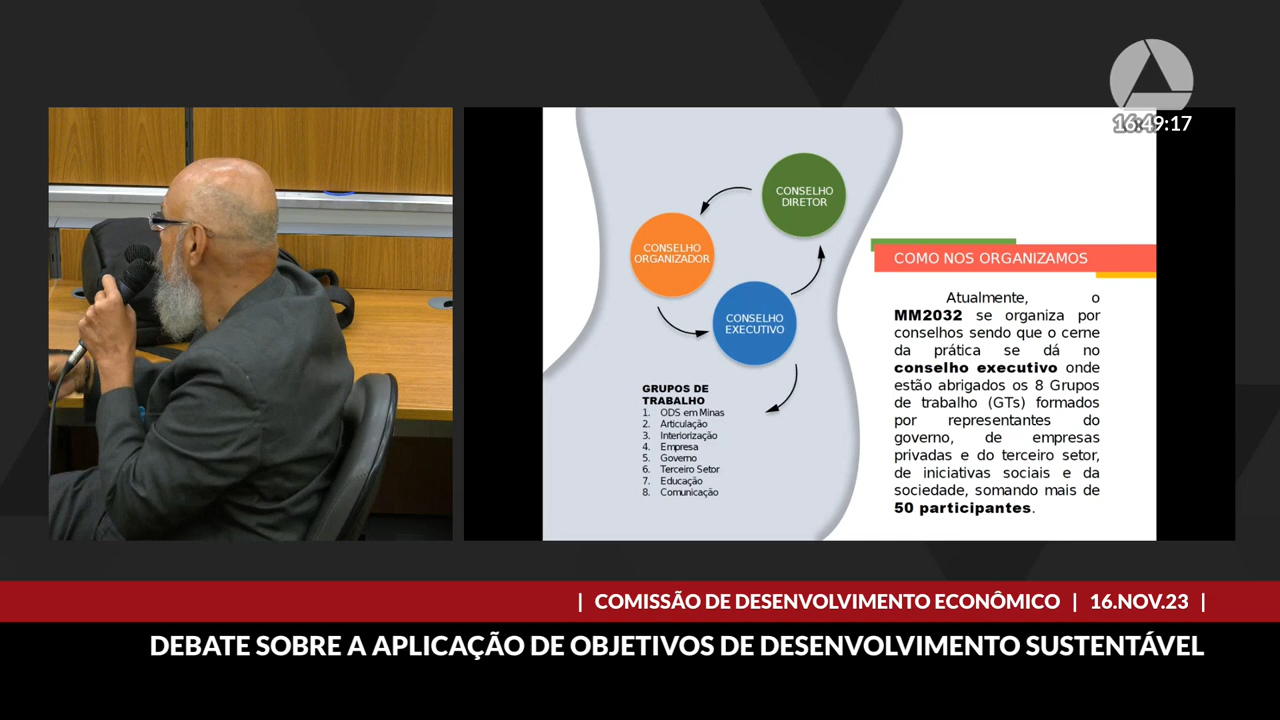 16:49:17
CONSELHO
DIRETOR
CONSELHO
ORGANIZADOR
CONSELHO
EXECUTIVO
GRUPOS DE
TRABALHO
1. ODS em Minas
2. Articulação
3. Interiorização
4. Empresa
5. Governo
6. Terceiro Setor
7. Educação
8. Comunicação
COMO NOS ORGANIZAMOS
Atualmente, o
MM2032 se organiza por
conselhos sendo que o cerne
da prática se dá no
conselho executivo onde
estão abrigados os 8 Grupos
de trabalho (GTs) formados
por representantes do
governo, de empresas
privadas e do terceiro setor,
de iniciativas sociais e da
sociedade, somando mais de
50 participantes.
| COMISSÃO DE DESENVOLVIMENTO ECONÔMICO | 16.NOV.23 |
DEBATE SOBRE A APLICAÇÃO DE OBJETIVOS DE DESENVOLVIMENTO SUSTENTÁVEL